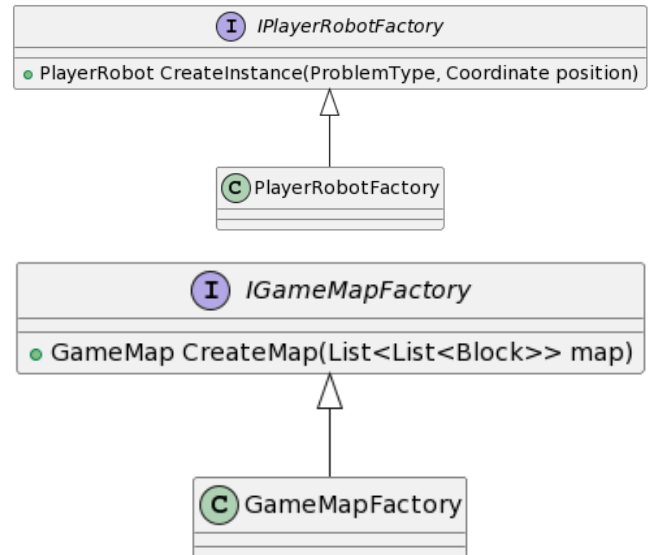 I IPlayerRobotFactory
PlayerRobot CreateInstance(ProblemType, Coordinate position)
C PlayerRobotFactory
I IGameMapFactory
GameMap CreateMap(List<List<Block>> map)
C GameMapFactory